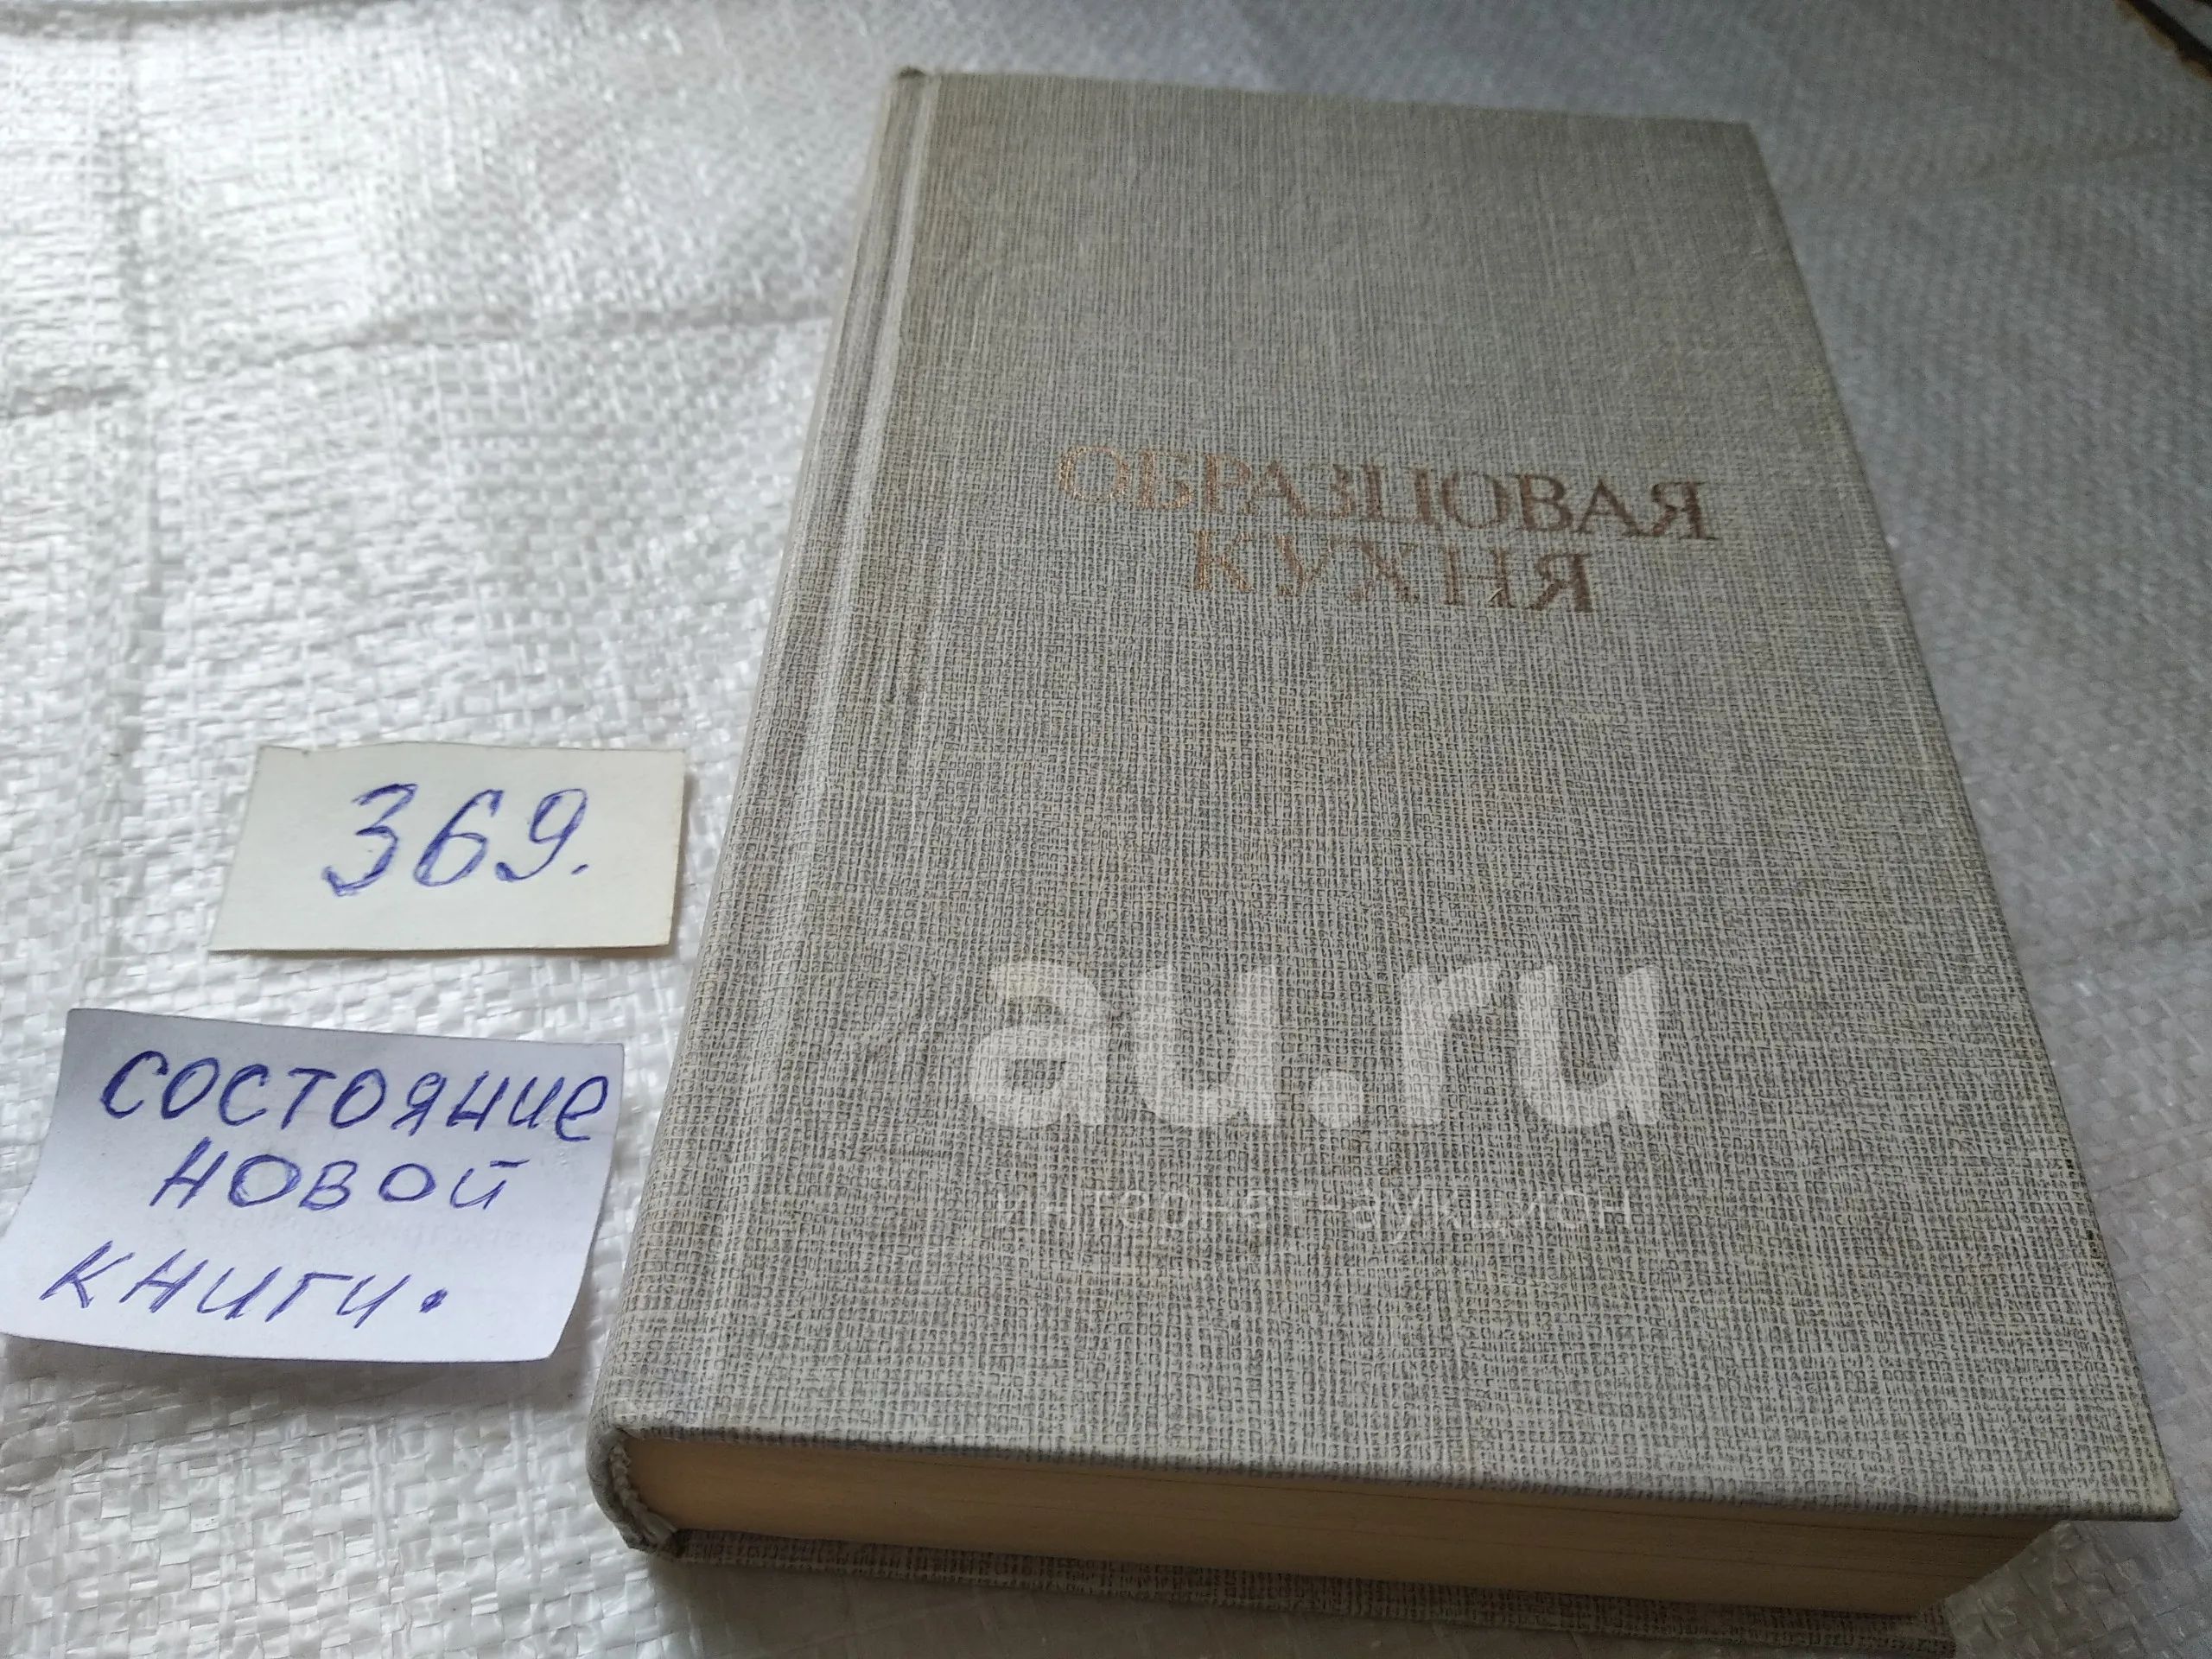 ОБРАЗЦОВАЯ
КУХНЯ
369.
состояние
новой
книги.
au.ru
интернет-аукцион